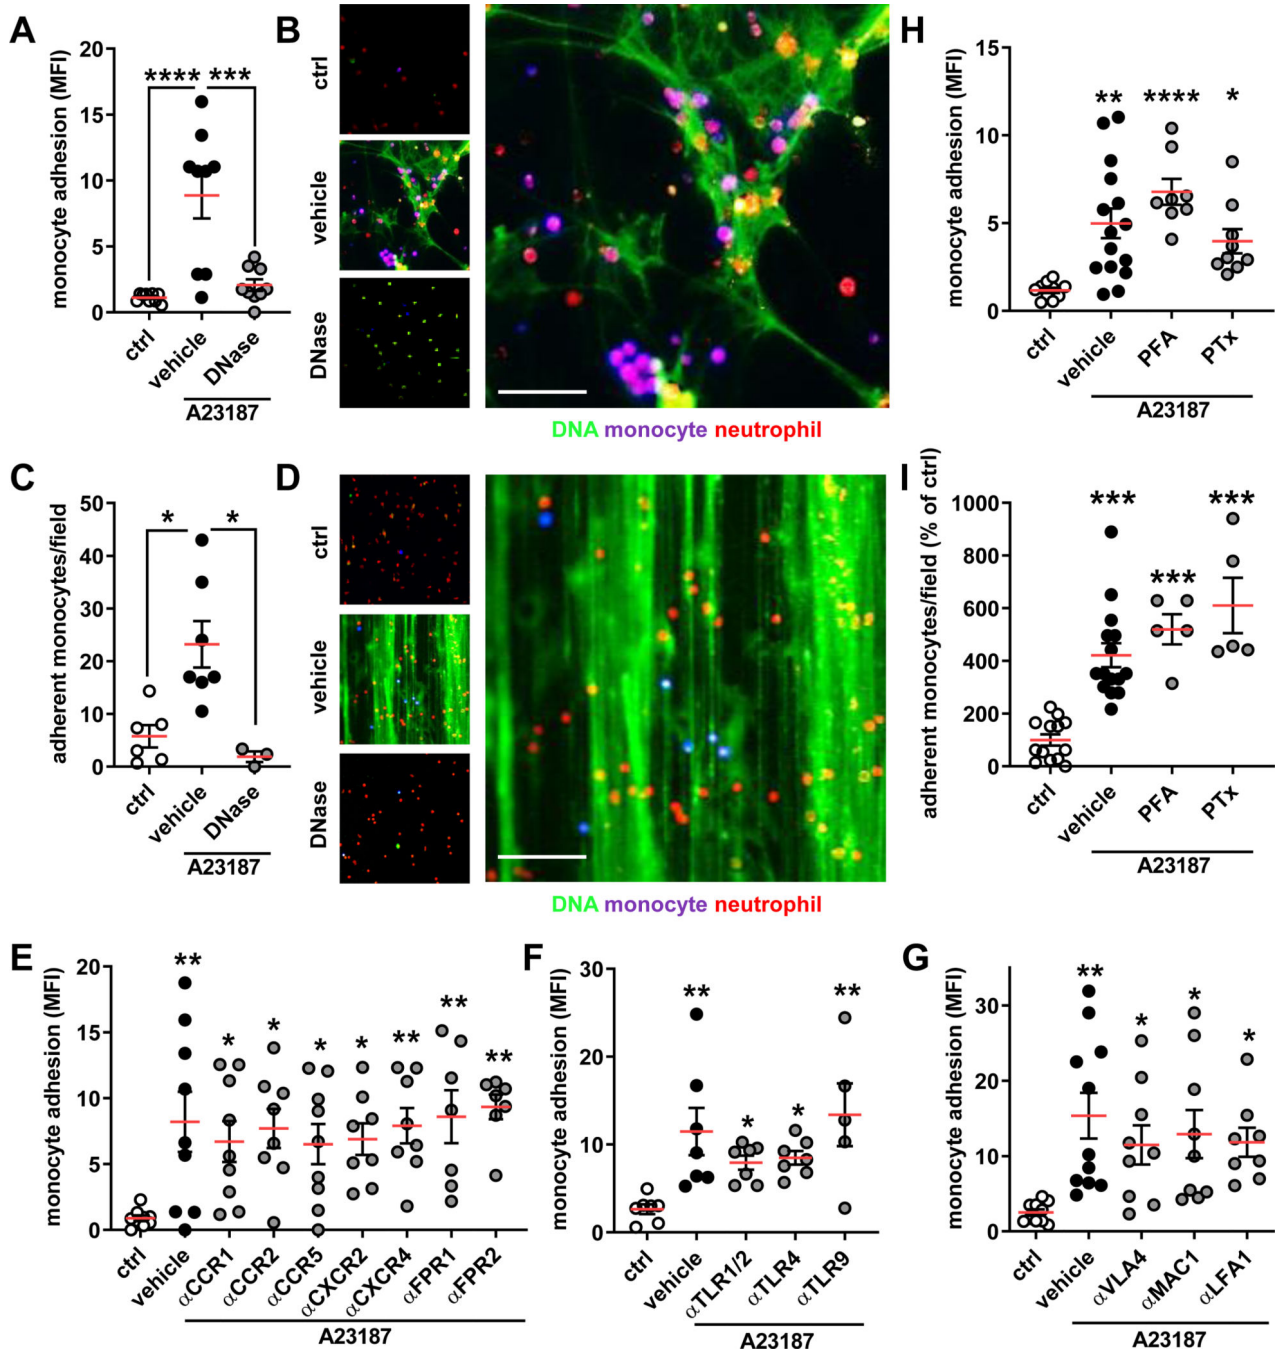 A
monocyte adhesion (MFI)
20
15
10
5
0
**** ***
ctrl
vehicle
DNase
A23187
B
ctrl
vehicle
DNase
DNA monocyte neutrophil
H
monocyte adhesion (MFI)
15
10
5
0
** **** *
ctrl
vehicle
PFA
PTx
A23187
C
adherent monocytes/field
50
40
30
20
10
0
* *
ctrl
vehicle
DNase
A23187
D
ctrl
vehicle
DNase
DNA monocyte neutrophil
I
adherent monocytes/field (% of ctrl)
1000
800
600
400
200
0
*** *** ***
ctrl
vehicle
PFA
PTx
A23187
E
monocyte adhesion (MFI)
20
15
10
5
0
** * * * * ** ** **
ctrl
vehicle
αCCR1
αCCR2
αCCR5
αCXCR2
αCXCR4
αFPR1
αFPR2
A23187
F
monocyte adhesion (MFI)
30
20
10
0
** * * **
ctrl
vehicle
αTLR1/2
αTLR4
αTLR9
A23187
G
monocyte adhesion (MFI)
30
20
10
0
** * * *
ctrl
vehicle
αVLA4
αMAC1
αLFA1
A23187